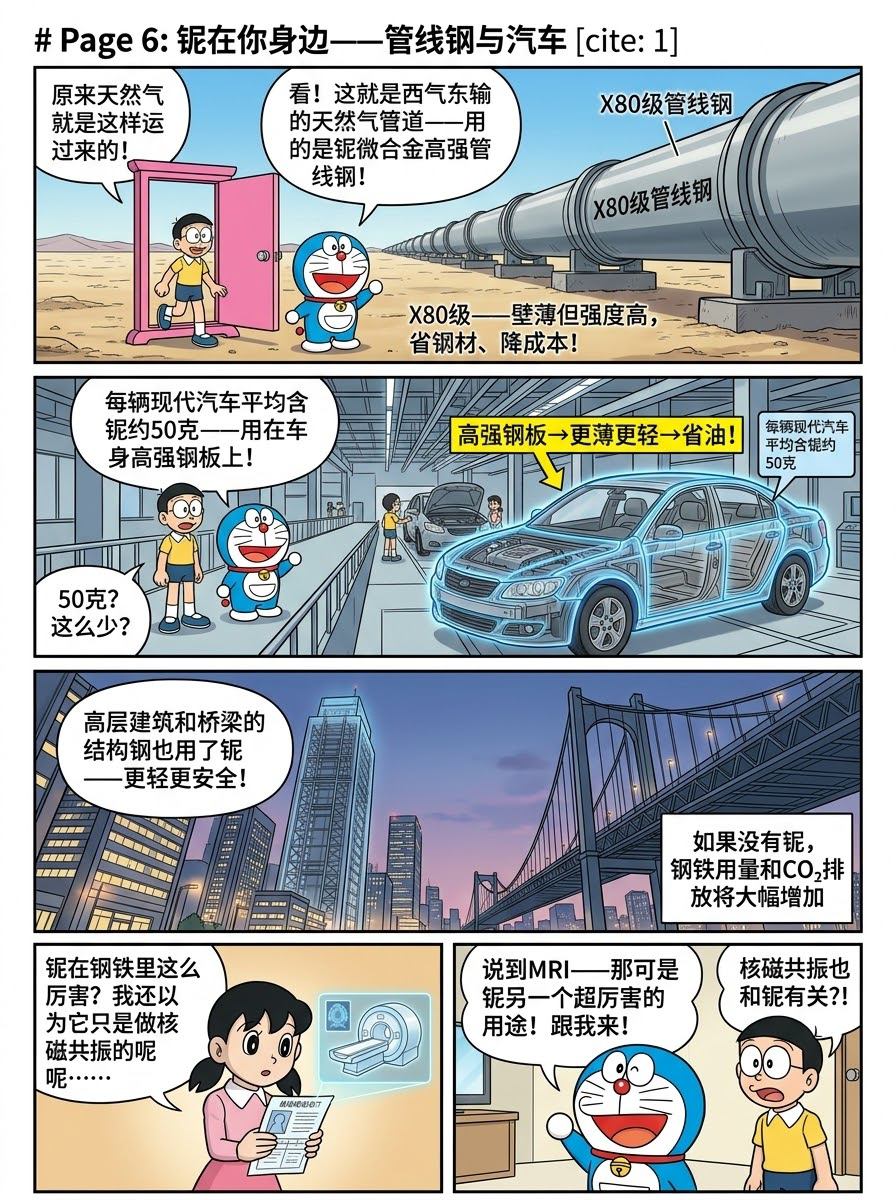 # Page 6: 铌在你身边——管线钢与汽车 [cite: 1]
原来天然气
就是这样运
过来的！
看！这就是西气东输
的天然气管道——用
的是铌微合金高强管
线钢！
X80级管线钢
X80级管线钢
X80级——壁薄但强度高，
省钢材、降成本！
每辆现代汽车平均含
铌约50克——用在车
身高强钢板上！
高强钢板→更薄更轻→省油！
每辆现代汽车
平均含铌约
50克
50克？
这么少？
高层建筑和桥梁的
结构钢也用了铌
——更轻更安全！
如果没有铌，
钢铁用量和CO₂排
放将大幅增加
铌在钢铁里这么
厉害？我还以
为它只是做核
磁共振的呢
呢……
说到MRI——那可是
铌另一个超厉害的
用途！跟我来！
核磁共振也
和铌有关?!